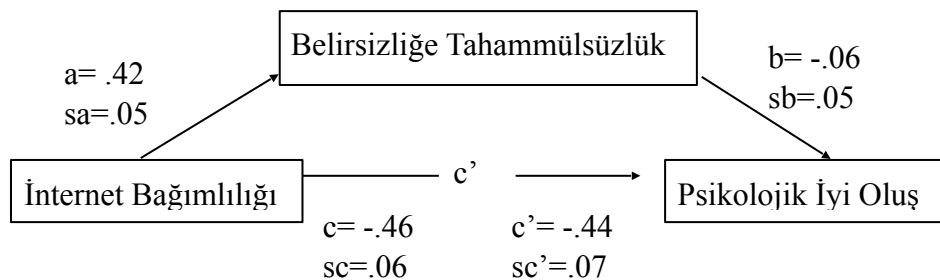 Belirsizliğe Tahammülsüzlük
a= .42
sa=.05
b= -.06
sb=.05
İnternet Bağımlılığı
c’
Psikolojik İyi Oluş
c= -.46
sc=.06
c’= -.44
sc’=.07